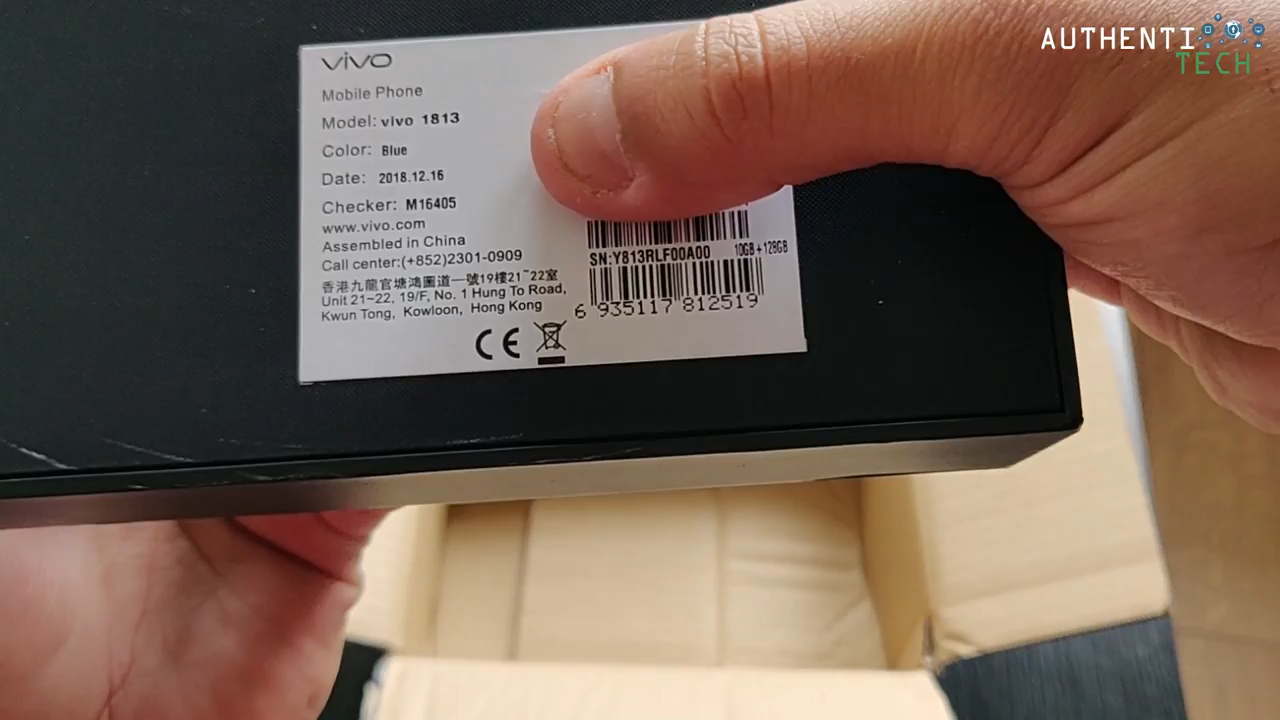 AUTHENTI
TECH
vivo
Mobile Phone
Model: vivo 1813
Color: Blue
Date: 2018.12.16
Checker: M16405
www.vivo.com
Assembled in China
Call center:(+852)2301-0909
香港九龍官塘鴻圖道一號19樓21~22室
Unit 21~22, 19/F, No. 1 Hung To Road,
Kwun Tong, Kowloon, Hong Kong
CE
SN:Y813RLF00A00 10GB+128GB
6 935117 812519